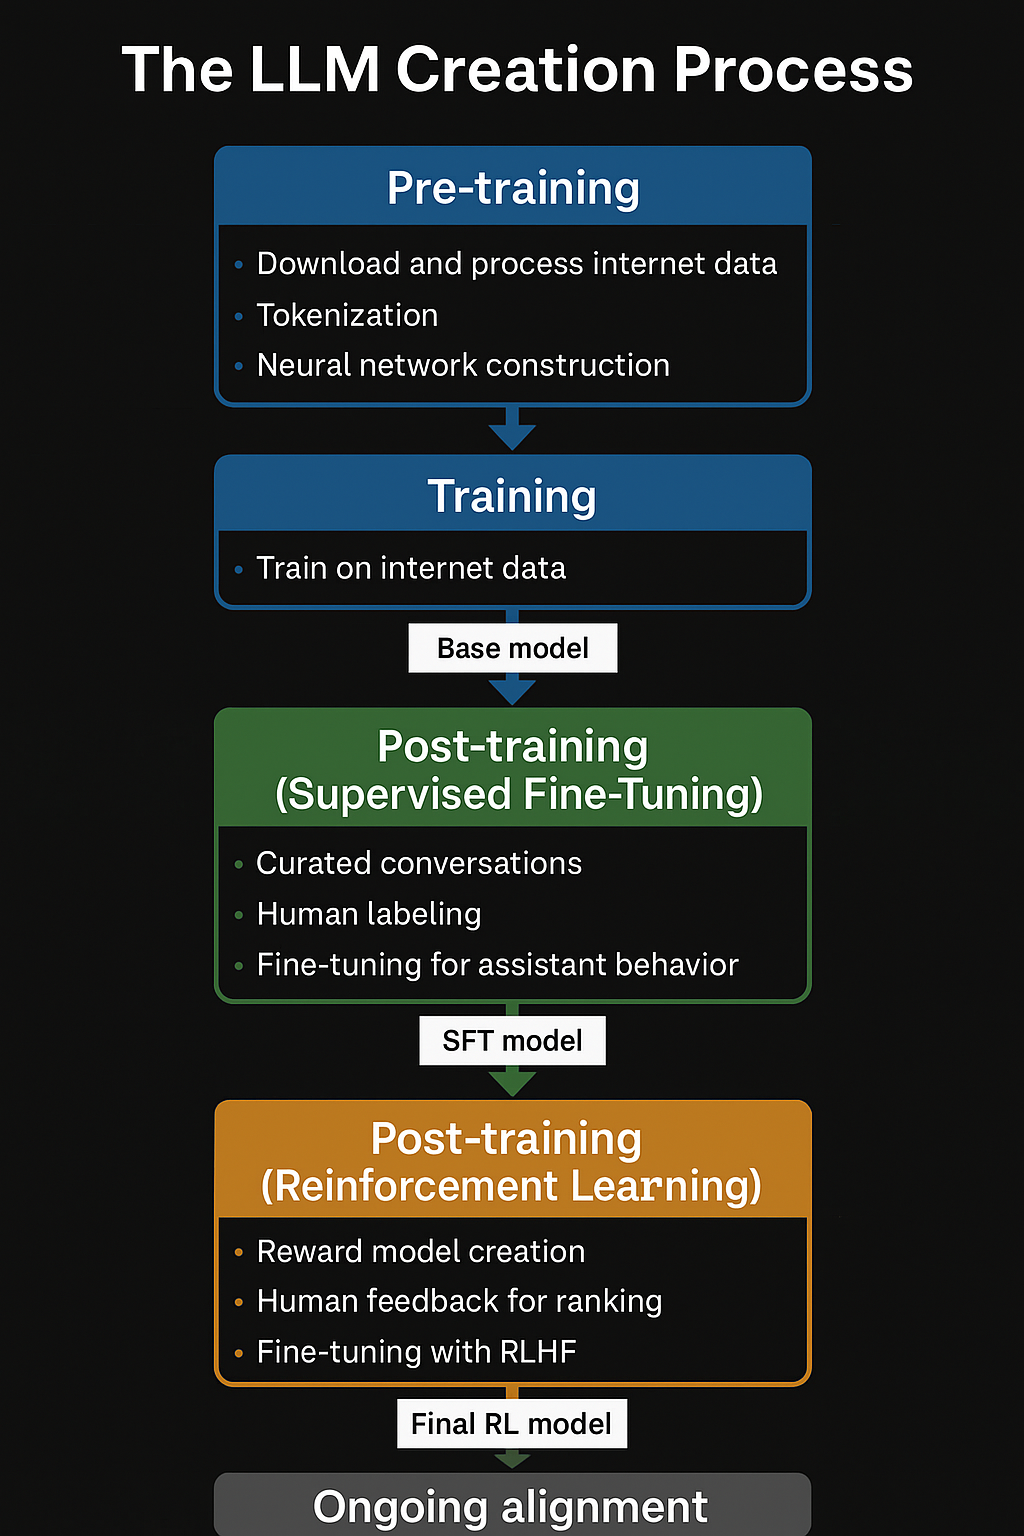 The LLM Creation Process
Pre-training
• Download and process internet data
• Tokenization
• Neural network construction
Training
• Train on internet data
Base model
Post-training
(Supervised Fine-Tuning)
• Curated conversations
• Human labeling
• Fine-tuning for assistant behavior
SFT model
Post-training
(Reinforcement Learning)
• Reward model creation
• Human feedback for ranking
• Fine-tuning with RLHF
Final RL model
Ongoing alignment